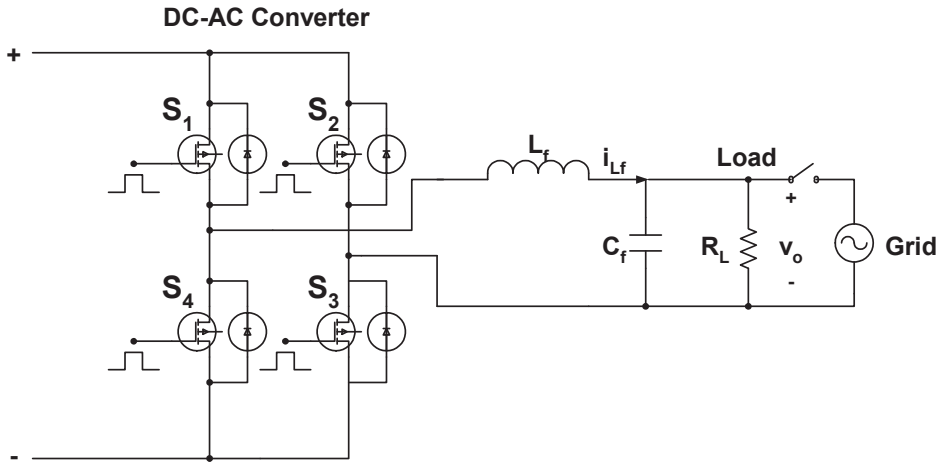 DC-AC Converter
+
S1 S2
Lf iLf Load
+
Cf RL vo Grid
-
S4 S3
-